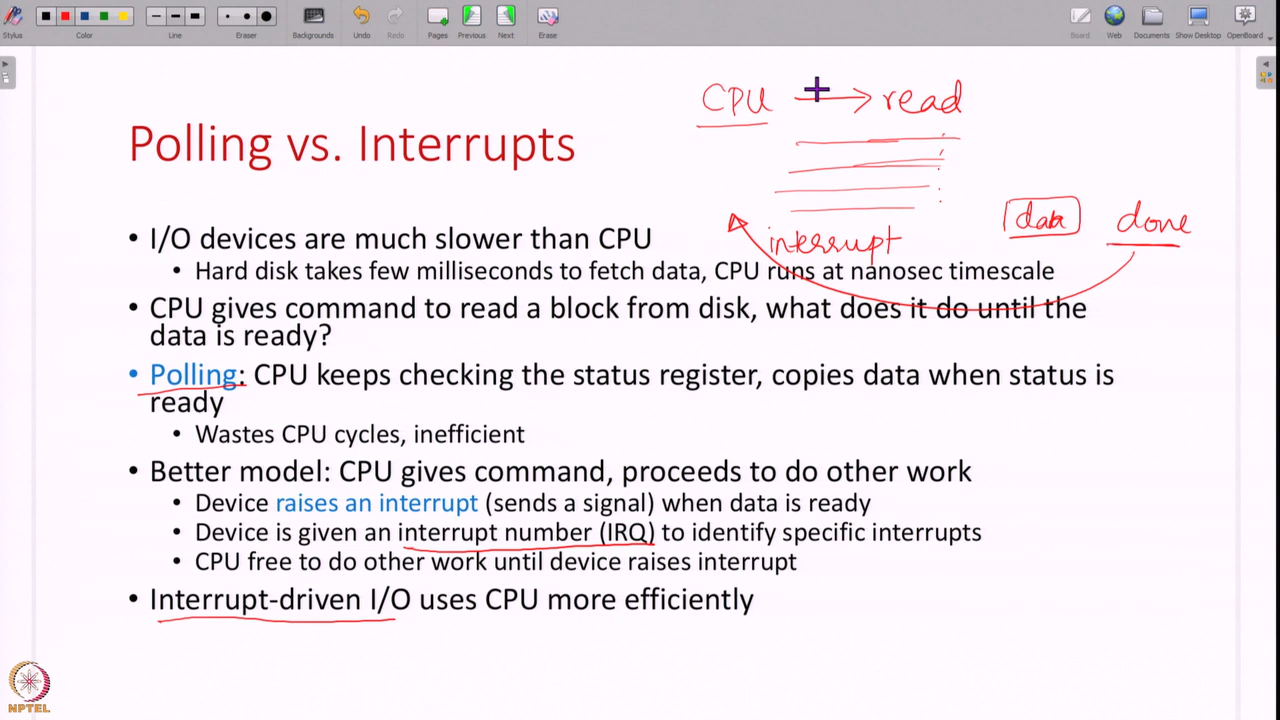 Stylus
Color
Line
Eraser
Backgrounds
Undo
Redo
Pages
Previous
Next
Erase
Board
Web
Documents
Show Desktop
OpenBoard
CPU → read
Polling vs. Interrupts
data done
interrupt
• I/O devices are much slower than CPU
• Hard disk takes few milliseconds to fetch data, CPU runs at nanosec timescale
• CPU gives command to read a block from disk, what does it do until the
data is ready?
• Polling: CPU keeps checking the status register, copies data when status is
ready
• Wastes CPU cycles, inefficient
• Better model: CPU gives command, proceeds to do other work
• Device raises an interrupt (sends a signal) when data is ready
• Device is given an interrupt number (IRQ) to identify specific interrupts
• CPU free to do other work until device raises interrupt
• Interrupt-driven I/O uses CPU more efficiently
NPTEL